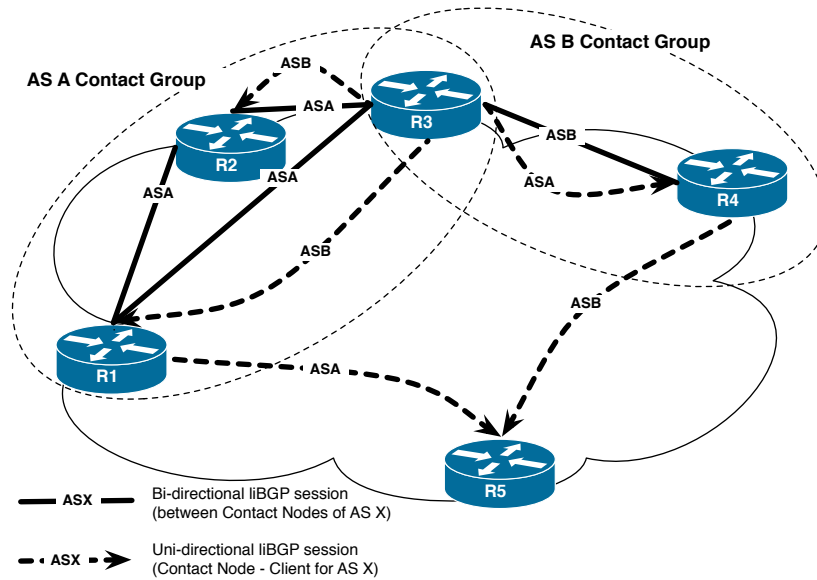 AS B Contact Group
AS A Contact Group
ASB
ASA
R3
ASB
R2
ASA
ASA
ASA
R4
ASB
ASB
R1
ASA
R5
ASX
Bi-directional liBGP session
(between Contact Nodes of AS X)
ASX
Uni-directional liBGP session
(Contact Node - Client for AS X)